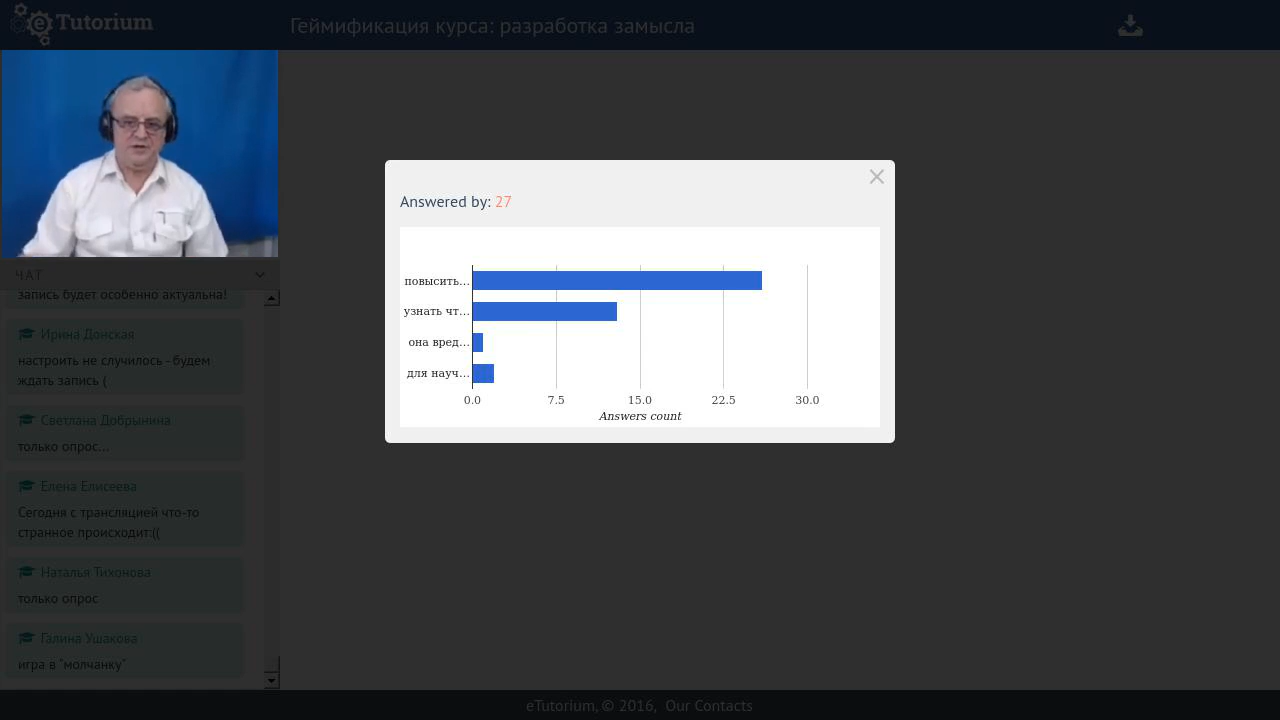 eTutorium
Геймификация курса: разработка замысла
ЧАТ
запись будет особенно актуальна!
Ирина Донская
настроить не случилось - будем
ждать запись (
Светлана Добрынина
только опрос...
Елена Елисеева
Сегодня с трансляцией что-то
странное происходит:((
Наталья Тихонова
только опрос
Галина Ушакова
игра в "молчанку"
Answered by: 27
повысить...
узнать чт...
она вред...
для науч...
0.0 7.5 15.0 22.5 30.0
Answers count
eTutorium, © 2016, Our Contacts